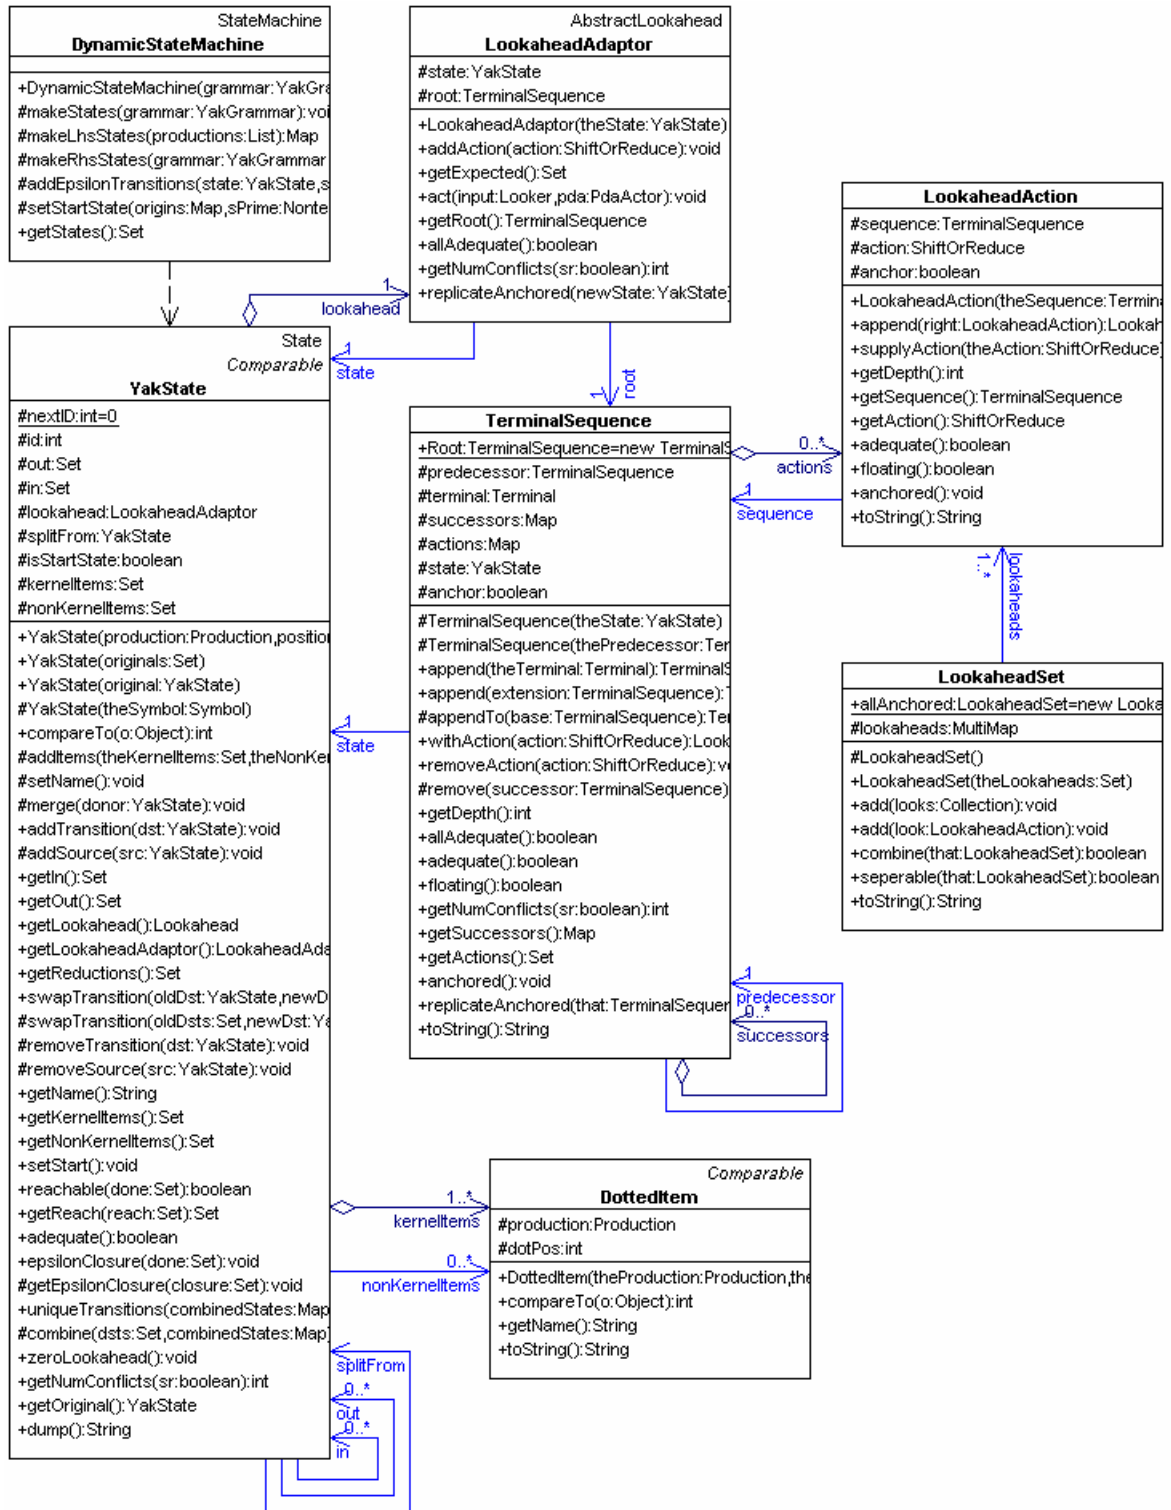 StateMachine
DynamicStateMachine
+DynamicStateMachine(grammar:YakGra
#makeStates(grammar:YakGrammar):voi
#makeLhsStates(productions:List):Map
#makeRhsStates(grammar:YakGrammar
#addEpsilonTransitions(state:YakState,s
#setStartState(origins:Map,sPrime:Nonte
+getStates():Set
AbstractLookahead
LookaheadAdaptor
#state:YakState
#root:TerminalSequence
+LookaheadAdaptor(theState:YakState)
+addAction(action:ShiftOrReduce):void
+getExpected():Set
+act(input:Looker,pda:PdaActor):void
+getRoot():TerminalSequence
+allAdequate():boolean
+getNumConflicts(sr:boolean):int
+replicateAnchored(newState:YakState)
LookaheadAction
#sequence:TerminalSequence
#action:ShiftOrReduce
#anchor:boolean
+LookaheadAction(theSequence:Termina
+append(right:LookaheadAction):Lookah
+supplyAction(theAction:ShiftOrReduce)
+getDepth():int
+getSequence():TerminalSequence
+getAction():ShiftOrReduce
+adequate():boolean
+floating():boolean
+anchored():void
+toString():String
1
lookahead
1
state
1
root
State
Comparable
YakState
#nextID:int=0
#id:int
#out:Set
#in:Set
#lookahead:LookaheadAdaptor
#splitFrom:YakState
#isStartState:boolean
#kernelItems:Set
#nonKernelItems:Set
+YakState(production:Production,position
+YakState(originals:Set)
+YakState(original:YakState)
#YakState(theSymbol:Symbol)
+compareTo(o:Object):int
#addItems(theKernelItems:Set,theNonKe
#setName():void
#merge(donor:YakState):void
+addTransition(dst:YakState):void
#addSource(src:YakState):void
+getIn():Set
+getOut():Set
+getLookahead():Lookahead
+getLookaheadAdaptor():LookaheadAda
+getReductions():Set
+swapTransition(oldDst:YakState,newD
#swapTransition(oldDsts:Set,newDst:Ya
#removeTransition(dst:YakState):void
#removeSource(src:YakState):void
+getName():String
+getKernelItems():Set
+getNonKernelItems():Set
+setStart():void
+reachable(done:Set):boolean
+getReach(reach:Set):Set
+adequate():boolean
+epsilonClosure(done:Set):void
#getEpsilonClosure(closure:Set):void
+uniqueTransitions(combinedStates:Map
#combine(dsts:Set,combinedStates:Map)
+zeroLookahead():void
+getNumConflicts(sr:boolean):int
+getOriginal():YakState
+dump():String
TerminalSequence
+Root:TerminalSequence=new TerminalS
#predecessor:TerminalSequence
#terminal:Terminal
#successors:Map
#actions:Map
#state:YakState
#anchor:boolean
#TerminalSequence(theState:YakState)
#TerminalSequence(thePredecessor:Ter
+append(theTerminal:Terminal):TerminalS
+append(extension:TerminalSequence):T
#appendTo(base:TerminalSequence):Ter
+withAction(action:ShiftOrReduce):Look
+removeAction(action:ShiftOrReduce):v
#remove(successor:TerminalSequence)
+getDepth():int
+allAdequate():boolean
+adequate():boolean
+floating():boolean
+getNumConflicts(sr:boolean):int
+getSuccessors():Map
+getActions():Set
+anchored():void
+replicateAnchored(that:TerminalSequen
+toString():String
0..*
actions
1
sequence
1
state
1..*
lookaheads
LookaheadSet
+allAnchored:LookaheadSet=new Looka
#lookaheads:MultiMap
#LookaheadSet()
+LookaheadSet(theLookaheads:Set)
+add(looks:Collection):void
+add(look:LookaheadAction):void
+combine(that:LookaheadSet):boolean
+seperable(that:LookaheadSet):boolean
+toString():String
1
predecessor
0..*
successors
Comparable
DottedItem
#production:Production
#dotPos:int
+DottedItem(theProduction:Production,the
+compareTo(o:Object):int
+getName():String
+toString():String
1..*
kernelItems
0..*
nonKernelItems
splitFrom
0..*
out
0..*
in